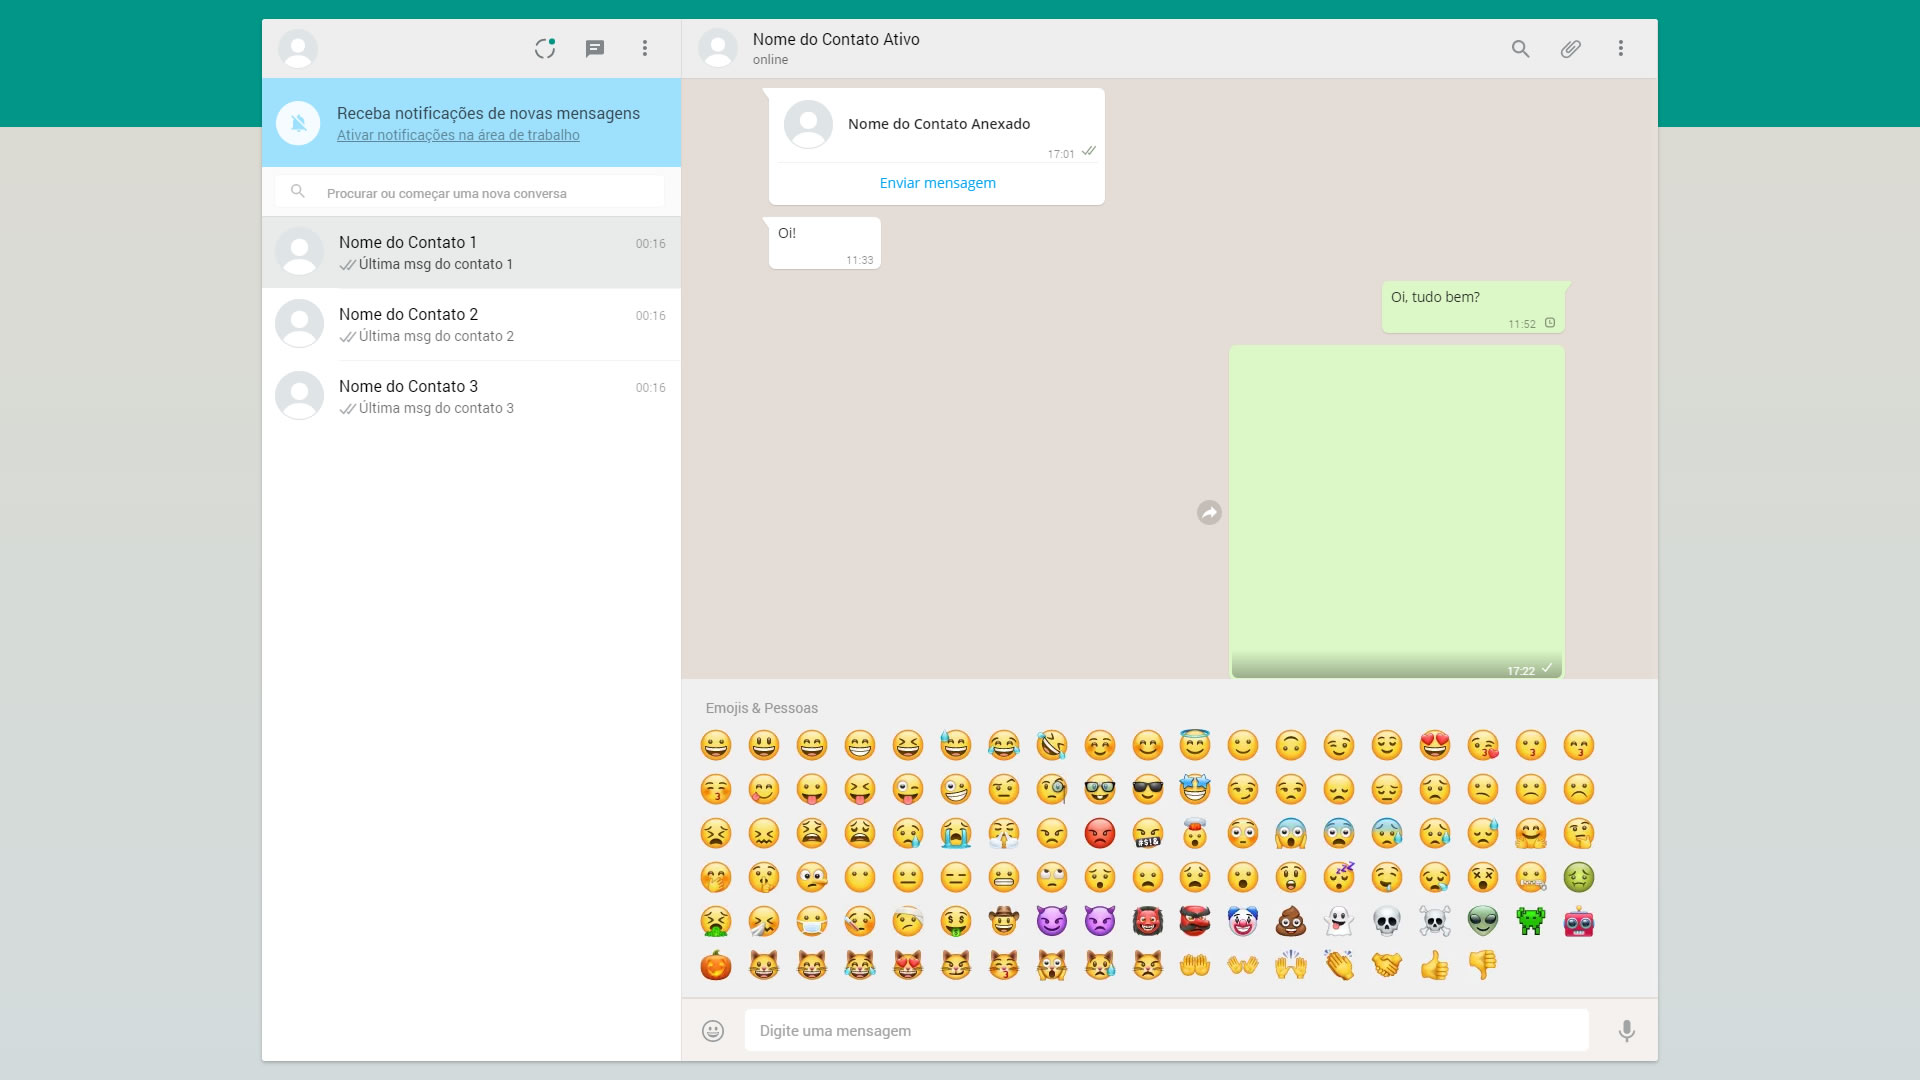 Nome do Contato Ativo
online
Receba notificações de novas mensagens
Ativar notificações na área de trabalho
Procurar ou começar uma nova conversa
Nome do Contato 1
00:16
Última msg do contato 1
Nome do Contato 2
00:16
Última msg do contato 2
Nome do Contato 3
00:16
Última msg do contato 3
Nome do Contato Anexado
17:01
Enviar mensagem
Oi!
11:33
Oi, tudo bem?
11:52
17:22
Emojis & Pessoas
Digite uma mensagem